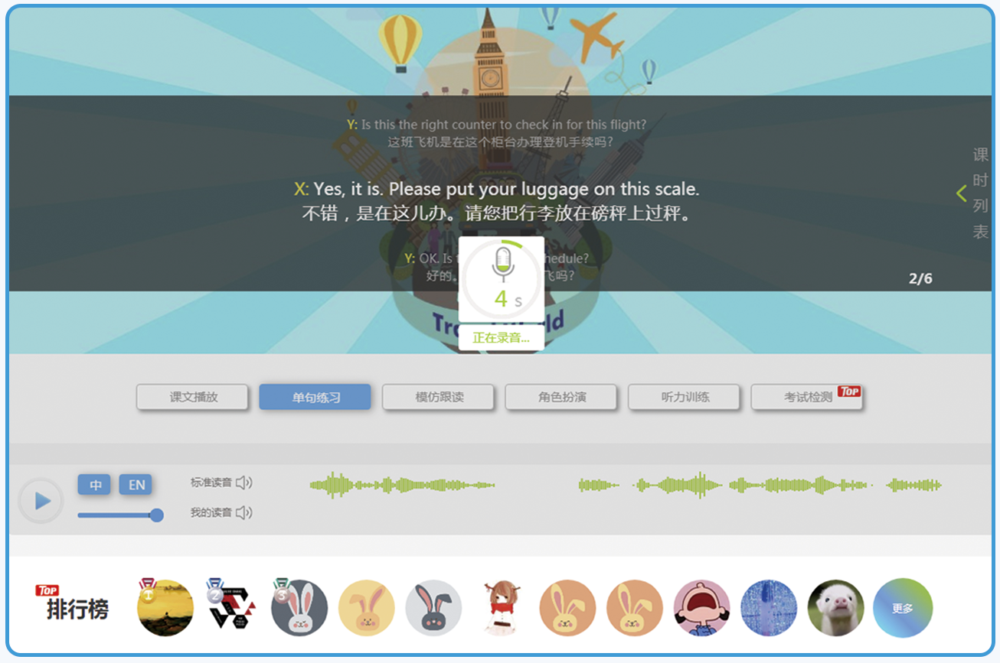 Y: Is this the right counter to check in for this flight?
这班飞机是在这个柜台办理登机手续吗?
X: Yes, it is. Please put your luggage on this scale.
不错，是在这儿办。请您把行李放在磅秤上过秤。
Y: OK. Is
好的。 飞吗?
4 s
正在录音...
2/6
课时列表
课文播放
单句练习
模仿跟读
角色扮演
听力训练
考试检测 TOP
中 EN
标准读音
我的读音
TOP
排行榜
1 2 3
更多